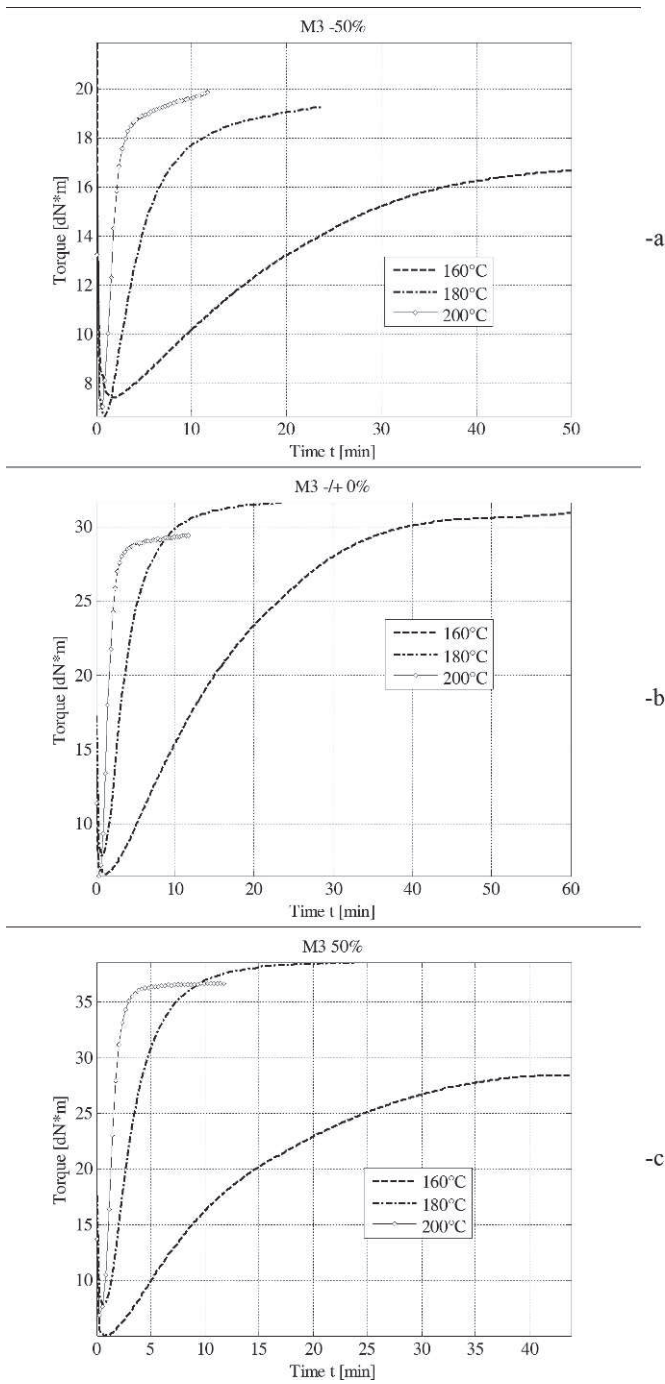 M3 -50%
20
18
16
14
12
10
8
Torque [dN*m]
160°C
180°C
200°C
0 10 20 30 40 50
Time t [min]
-a
M3 -/+ 0%
30
25
20
15
10
Torque [dN*m]
160°C
180°C
200°C
0 10 20 30 40 50 60
Time t [min]
-b
M3 50%
35
30
25
20
15
10
Torque [dN*m]
160°C
180°C
200°C
0 5 10 15 20 25 30 35 40
Time t [min]
-c